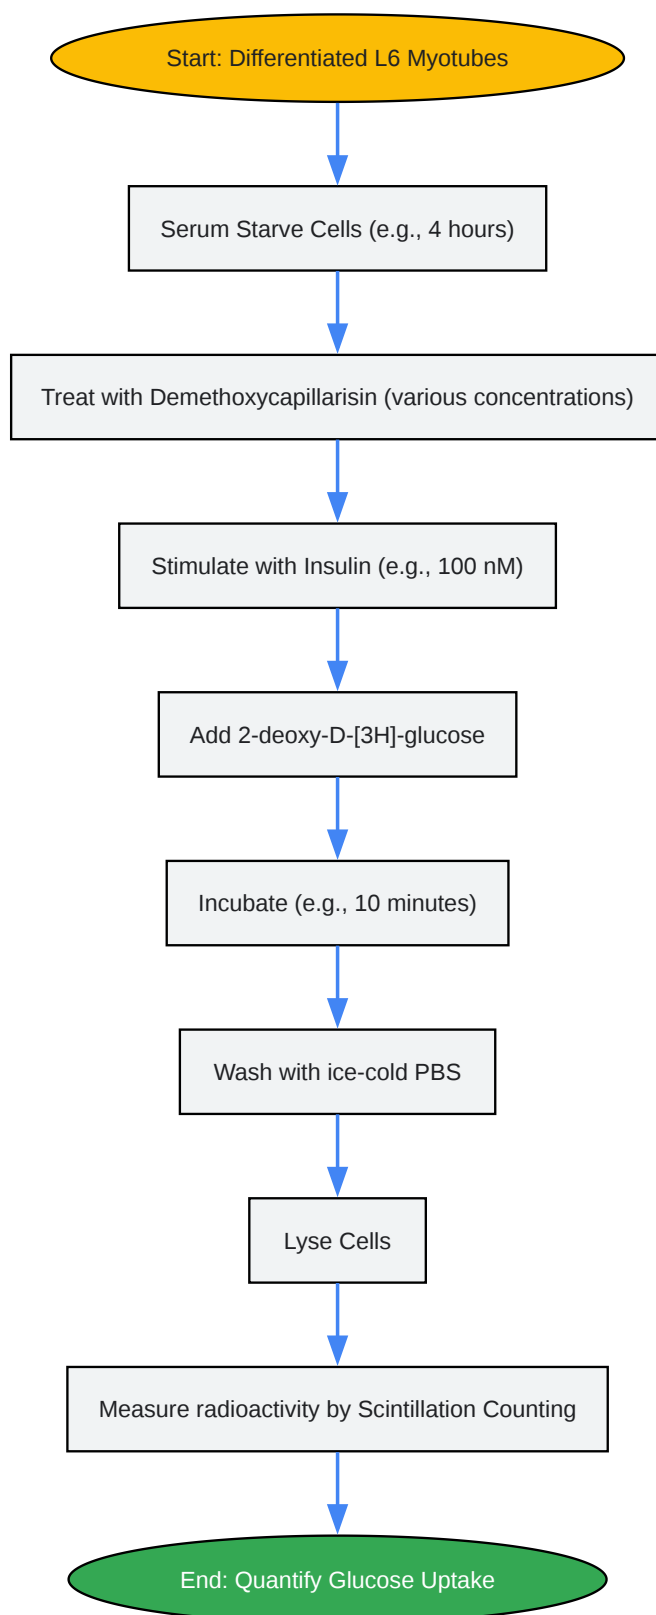 Start: Differentiated L6 Myotubes
Serum Starve Cells (e.g., 4 hours)
Treat with Demethoxycapillarisin (various concentrations)
Stimulate with Insulin (e.g., 100 nM)
Add 2-deoxy-D-[3H]-glucose
Incubate (e.g., 10 minutes)
Wash with ice-cold PBS
Lyse Cells
Measure radioactivity by Scintillation Counting
End: Quantify Glucose Uptake